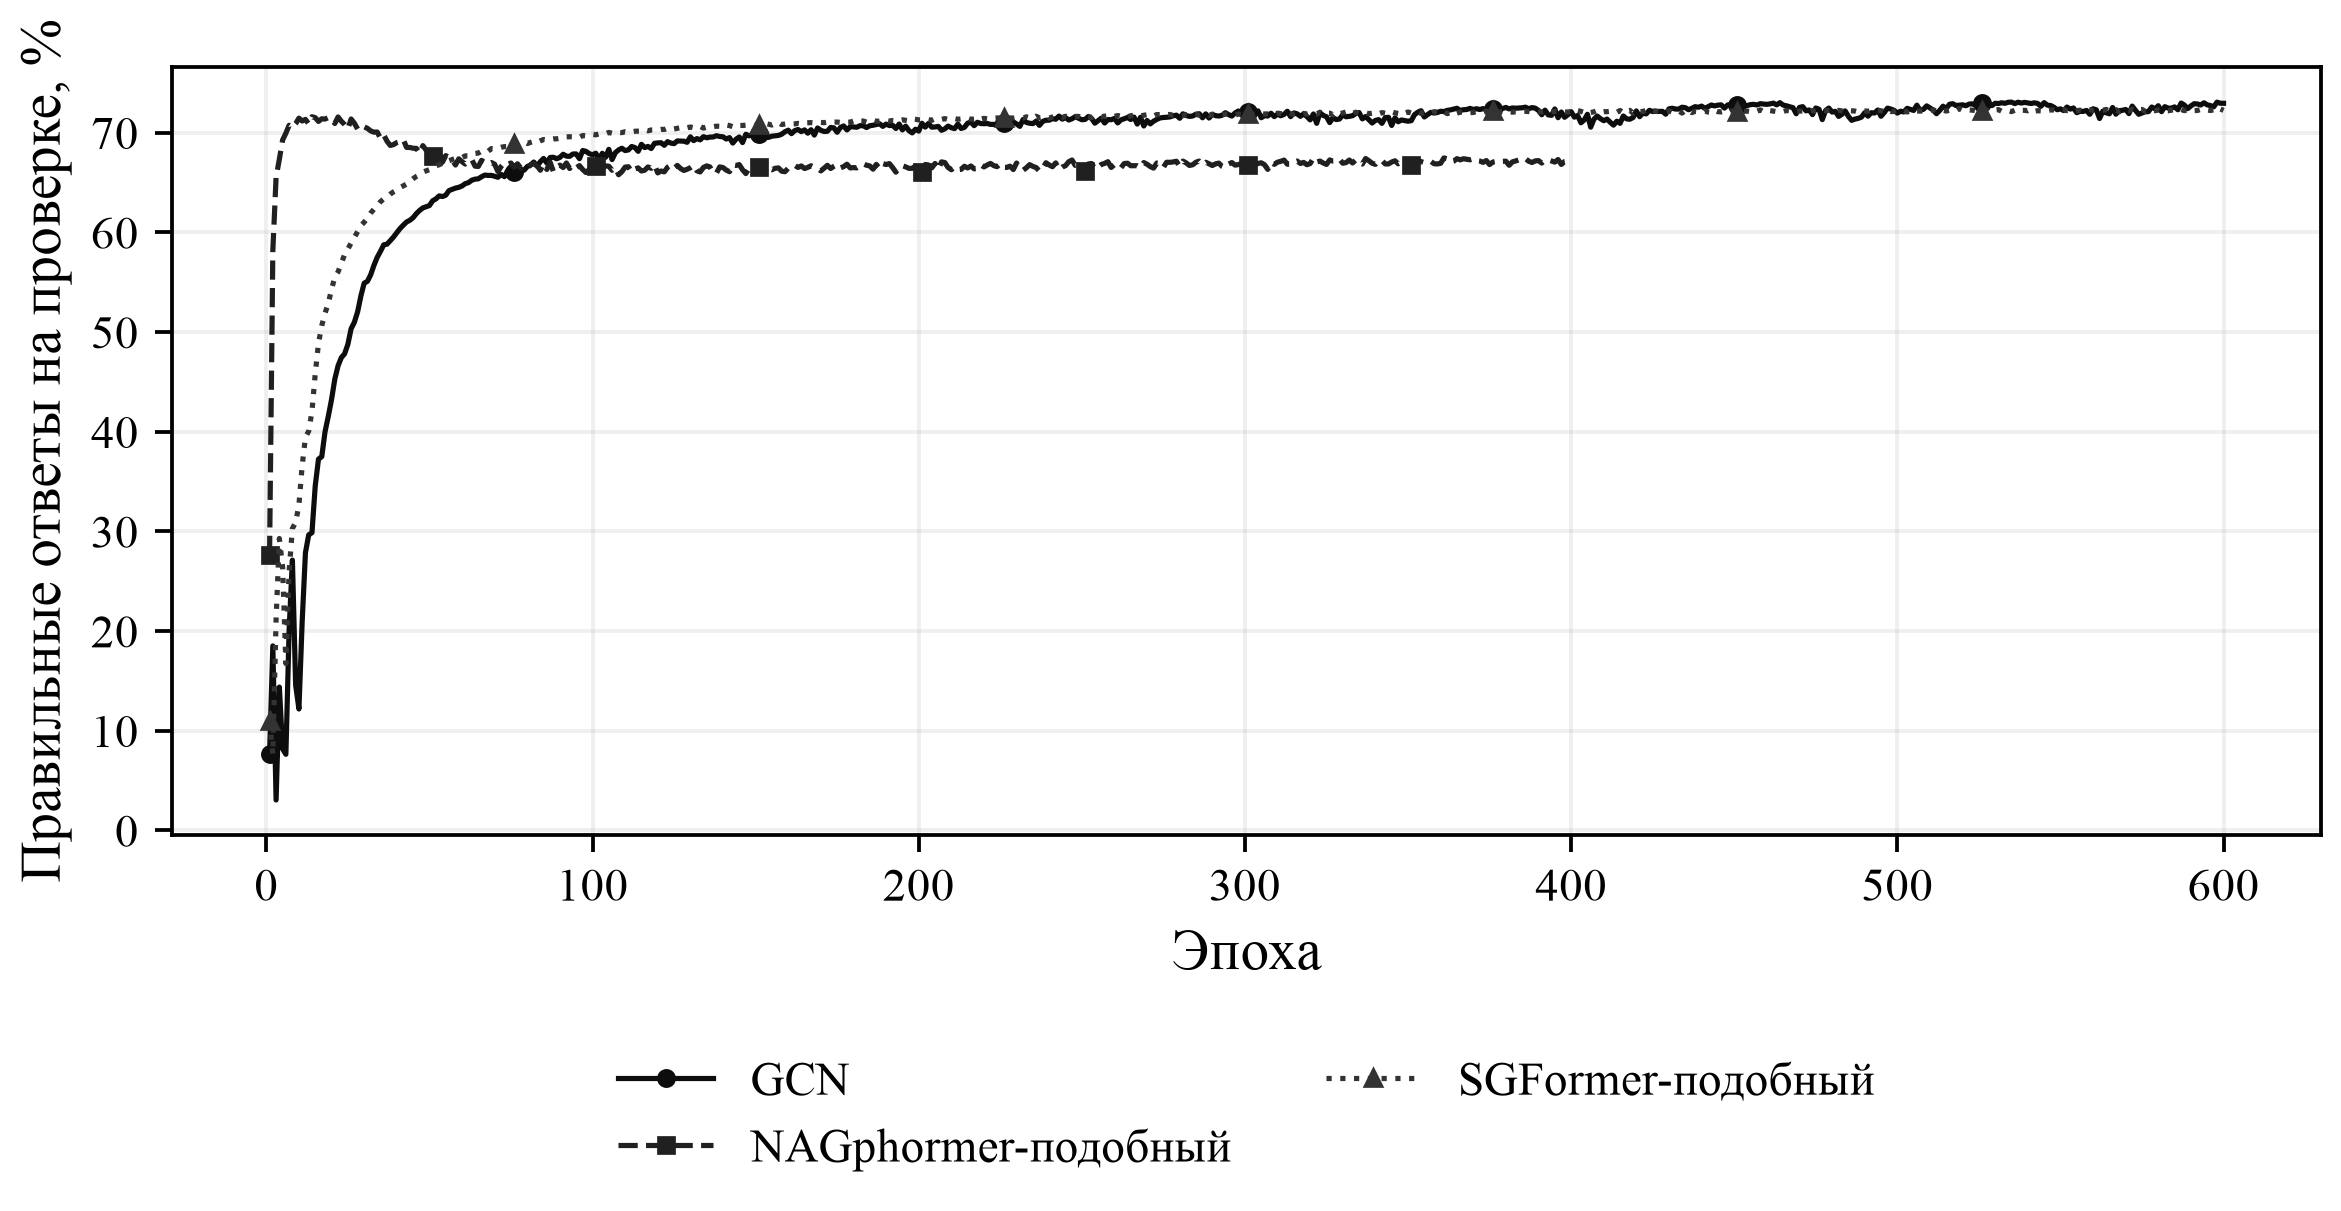 Правильные ответы на проверке, %
70
60
50
40
30
20
10
0
0 100 200 300 400 500 600
Эпоха
GCN
NAGphormer-подобный
SGFormer-подобный